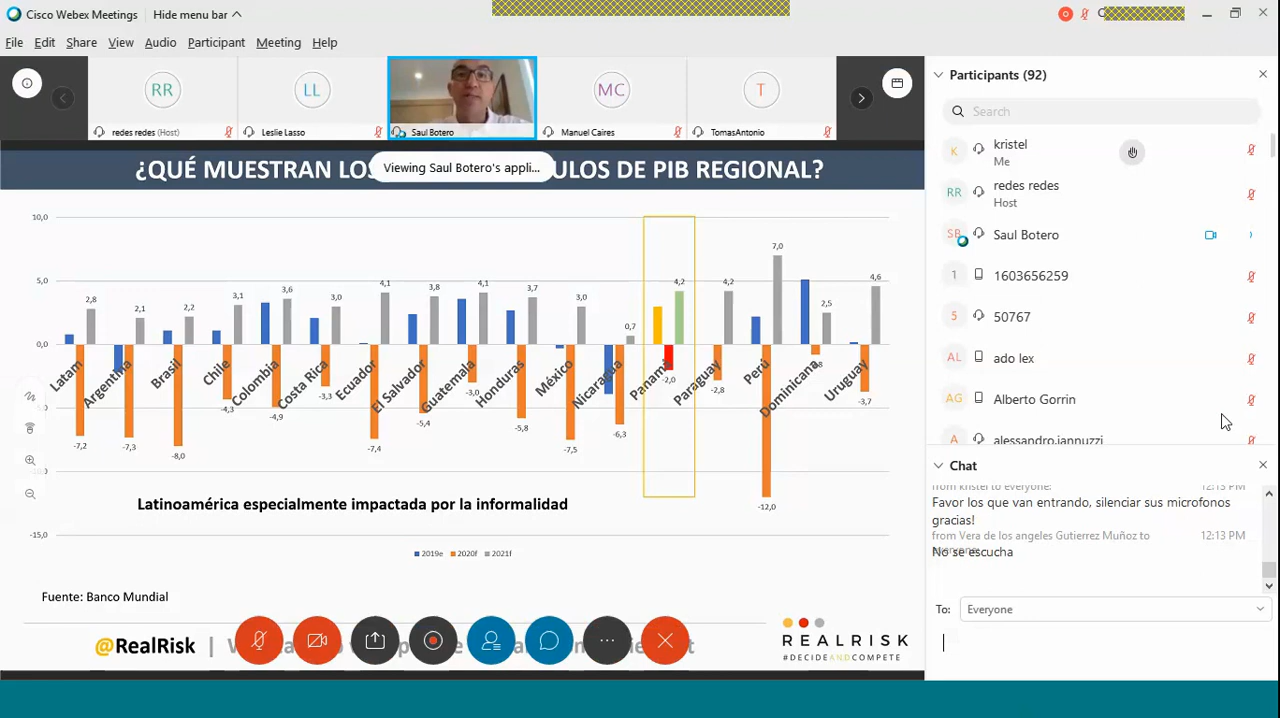 Cisco Webex Meetings Hide menu bar
File Edit Share View Audio Participant Meeting Help
RR LL MC T
redes redes (Host) Leslie Lasso Saul Botero Manuel Caires TomasAntonio
Viewing Saul Botero's appli...
¿QUÉ MUESTRAN LOS ULOS DE PIB REGIONAL?
10,0
5,0
0,0
-15,0
2,8 2,1 2,2 3,1 3,6 3,0 4,1 3,8 4,1 3,7 3,0 0,7 4,2 4,2 7,0 2,5 4,6
Latam Argentina Brasil Chile Colombia Costa Rica Ecuador El Salvador Guatemala Honduras México Nicaragua Panamá Paraguay Perú Dominicana Uruguay
-7,2 -7,3 -8,0 -4,3 -4,9 -3,3 -7,4 -5,4 -3,0 -5,8 -7,5 -6,3 -2,0 -2,8 -12,0 -3,7
Latinoamérica especialmente impactada por la informalidad
2019e 2020f 2021f
Fuente: Banco Mundial
@RealRisk |
REALRISK
#DECIDEANDCOMPETE
Participants (92)
Search
K kristel
Me
RR redes redes
Host
SB Saul Botero
1 1603656259
5 50767
AL ado lex
AG Alberto Gorrin
A alessandro.iannuzzi
Chat
from kristel to everyone: 12:13 PM
Favor los que van entrando, silenciar sus microfonos
gracias!
from Vera de los angeles Gutierrez Muñoz to 12:13 PM
everyone:
No se escucha
To: Everyone